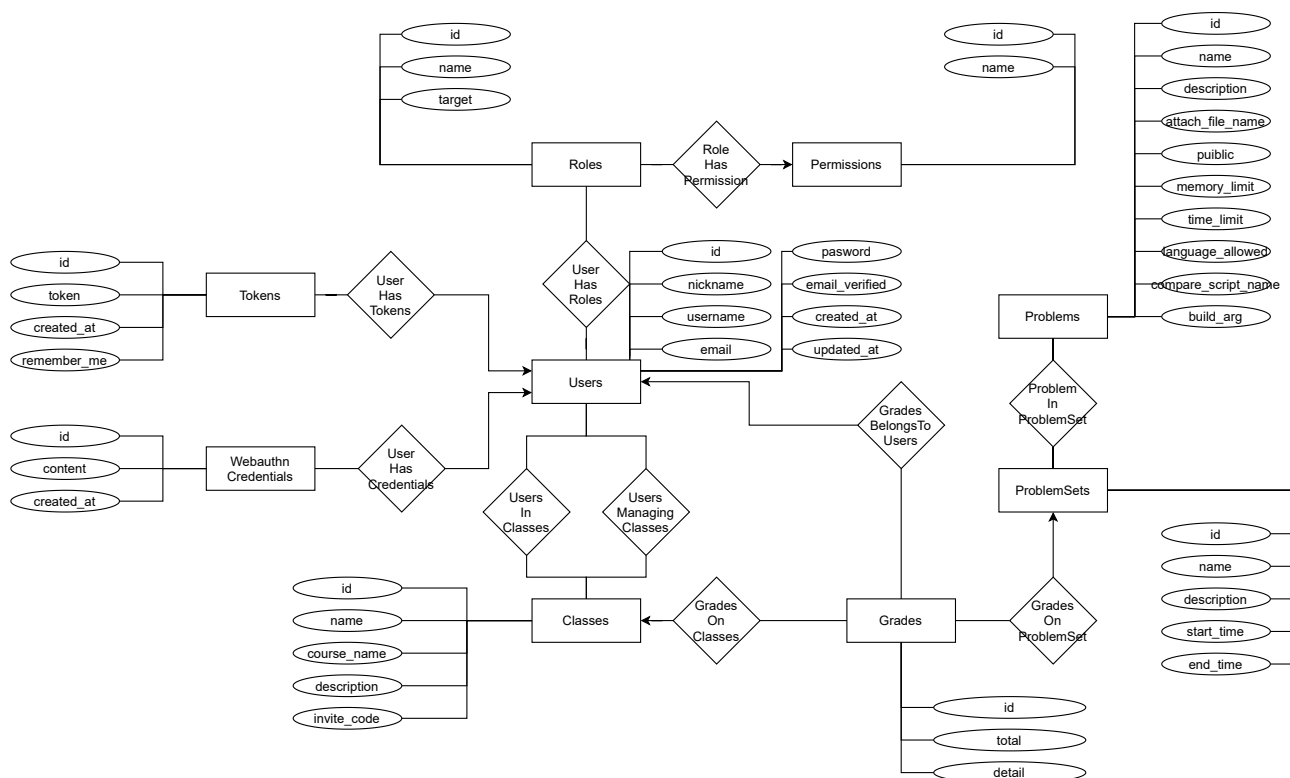 id
name
target
Roles
Role
Has
Permission
Permissions
id
name
id
name
description
attach_file_name
puiblic
memory_limit
time_limit
language_allowed
compare_script_name
build_arg
Problems
id
token
created_at
remember_me
Tokens
User
Has
Tokens
User
Has
Roles
id
nickname
username
email
pasword
email_verified
created_at
updated_at
Users
id
content
created_at
Webauthn
Credentials
User
Has
Credentials
Grades
BelongsTo
Users
Problem
In
ProblemSet
ProblemSets
Users
In
Classes
Users
Managing
Classes
id
name
course_name
description
invite_code
Classes
Grades
On
Classes
Grades
Grades
On
ProblemSet
id
name
description
start_time
end_time
id
total
detail